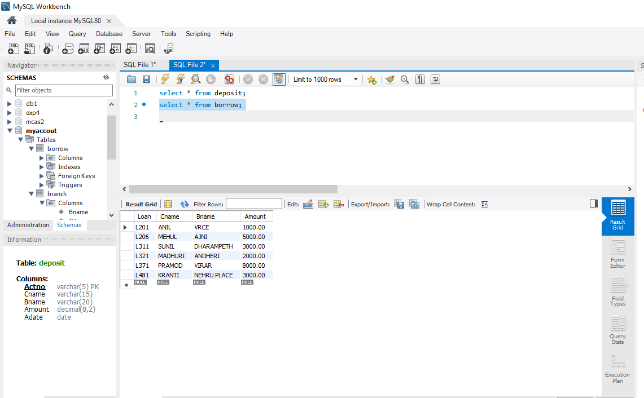 MySQL Workbench
Local instance MySQL80 ×
File Edit View Query Database Server Tools Scripting Help
Navigator
SQL File 1* SQL File 2* ×
SCHEMAS
Filter objects
Limit to 1000 rows
db1
exp4
mcas2
myaccout
Tables
borrow
Columns
Indexes
Foreign Keys
Triggers
branch
Columns
Bname
1 select * from deposit;
2 select * from borrow;
3
Administration Schemas
Information
Table: deposit
Columns:
Actno varchar(5) PK
Cname varchar(15)
Bname varchar(20)
Amount decimal(8,2)
Adate date
Result Grid Filter Rows: Edit: Export/Import: Wrap Cell Content:
Loan Cname Bname Amount
L201 ANIL VRCE 1000.00
L206 MEHUL AJNI 5000.00
L311 SUNIL DHARAMPETH 3000.00
L321 MADHURI ANDHERI 2000.00
L371 PRAMOD VIRAR 8000.00
L481 KRANTI NEHRU PLACE 3000.00
NULL NULL NULL NULL
Result
Grid
Form
Editor
Field
Types
Query
Stats
Execution
Plan